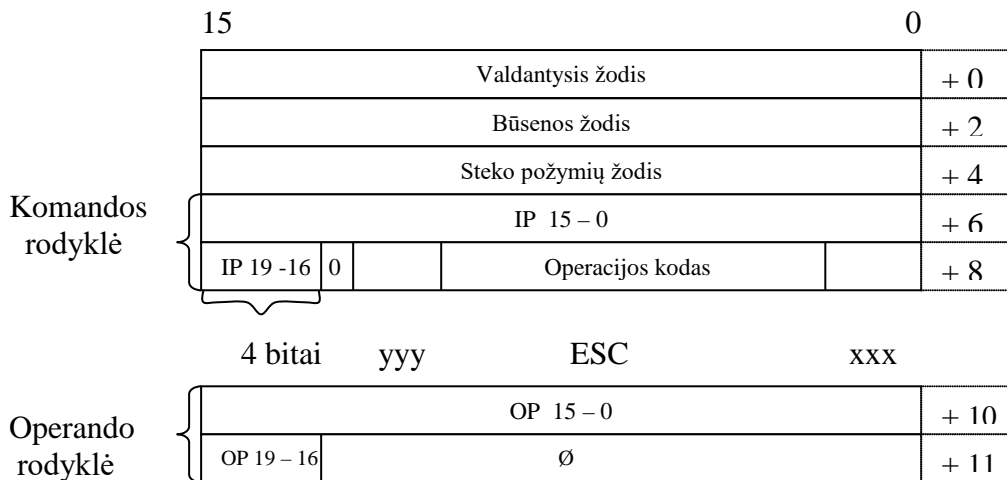 15 0
Valdantysis žodis + 0
Būsenos žodis + 2
Steko požymių žodis + 4
Komandos rodyklė
IP 15 – 0 + 6
IP 19 -16 0 Operacijos kodas + 8
4 bitai yyy ESC xxx
Operando rodyklė
OP 15 – 0 + 10
OP 19 – 16 Ø + 11